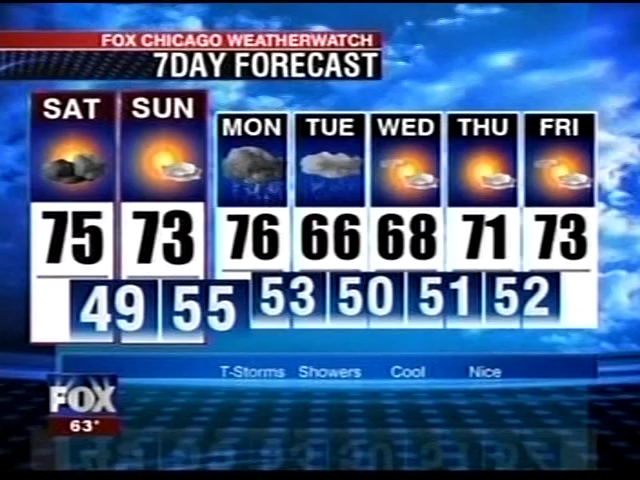 FOX CHICAGO WEATHERWATCH
7DAY FORECAST
SAT SUN MON TUE WED THU FRI
75 73 76 66 68 71 73
49 55 53 50 51 52
T-Storms Showers Cool Nice
FOX
63°